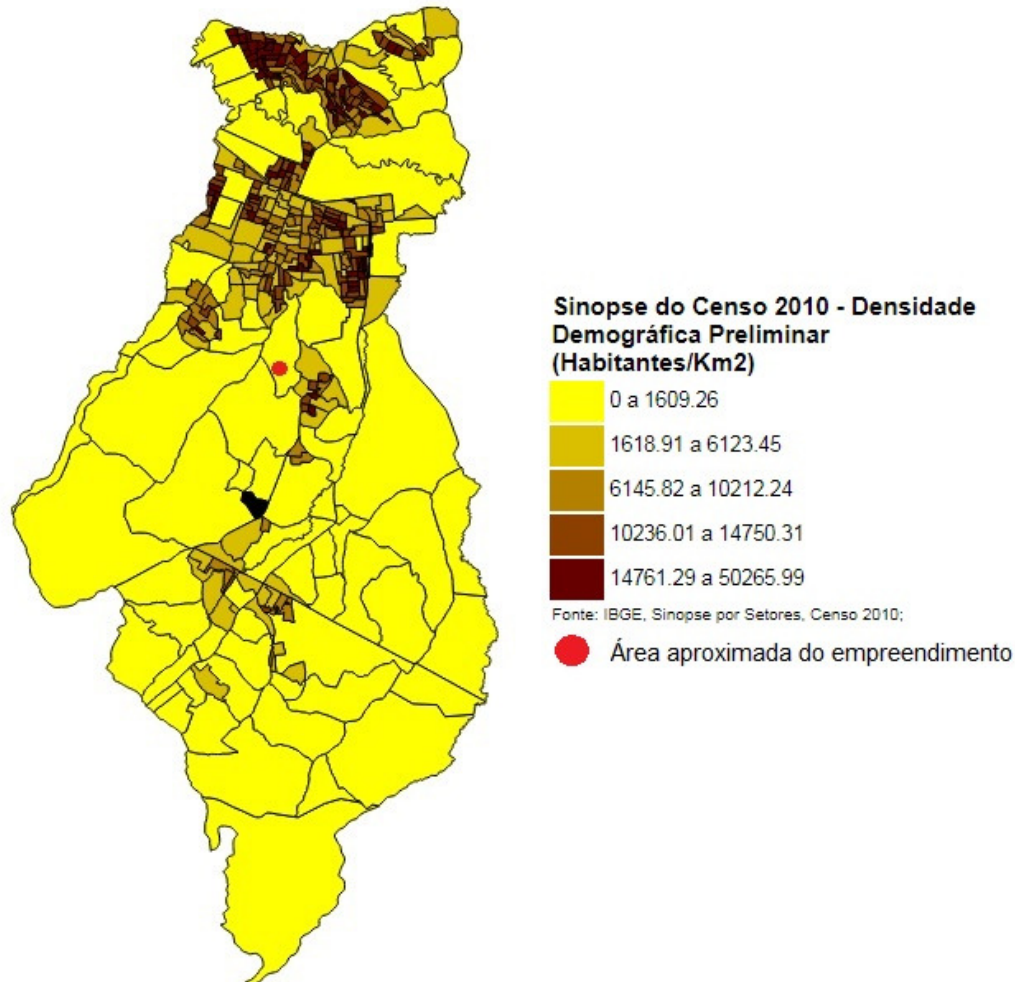 Sinopse do Censo 2010 - Densidade
Demográfica Preliminar
(Habitantes/Km2)
0 a 1609.26
1618.91 a 6123.45
6145.82 a 10212.24
10236.01 a 14750.31
14761.29 a 50265.99
Fonte: IBGE, Sinopse por Setores, Censo 2010;
Área aproximada do empreendimento